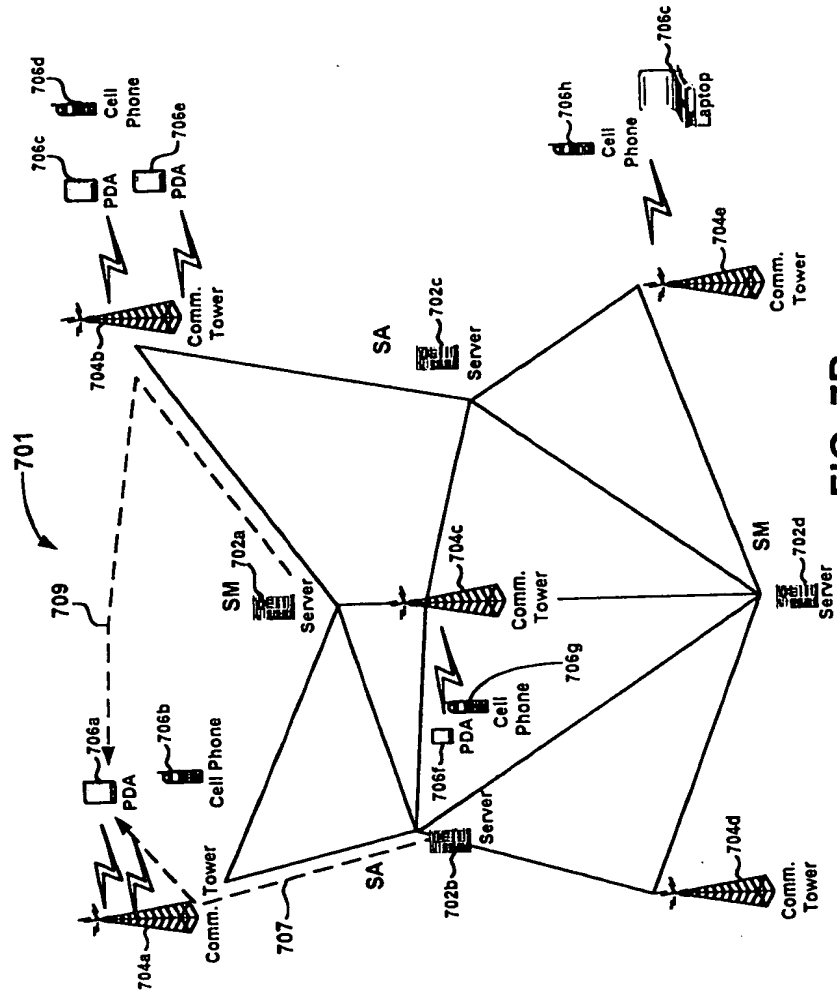 701
709
706a
PDA
706b
Cell Phone
704a
Comm. Tower
707
SA
702b
Server
SM
702a
Server
704b
Comm.
Tower
706c
PDA
706d
Cell
Phone
706e
PDA
706f
PDA
706g
Cell
Phone
704c
Comm.
Tower
SA
702c
Server
706h
Cell
Phone
706c
Laptop
704d
Comm.
Tower
SM
702d
Server
704e
Comm.
Tower
FIG.